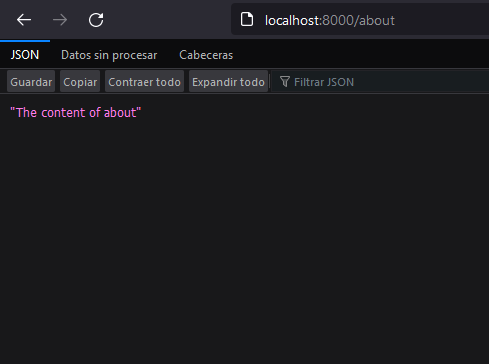 localhost:8000/about
JSON Datos sin procesar Cabeceras
Guardar Copiar Contraer todo Expandir todo Filtrar JSON
"The content of about"